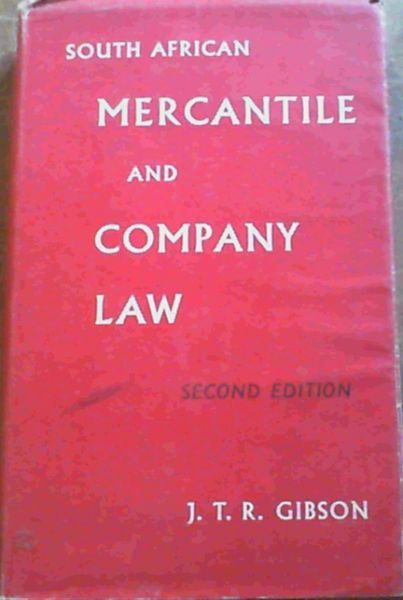 SOUTH AFRICAN
MERCANTILE
AND
COMPANY
LAW
SECOND EDITION
J. T. R. GIBSON